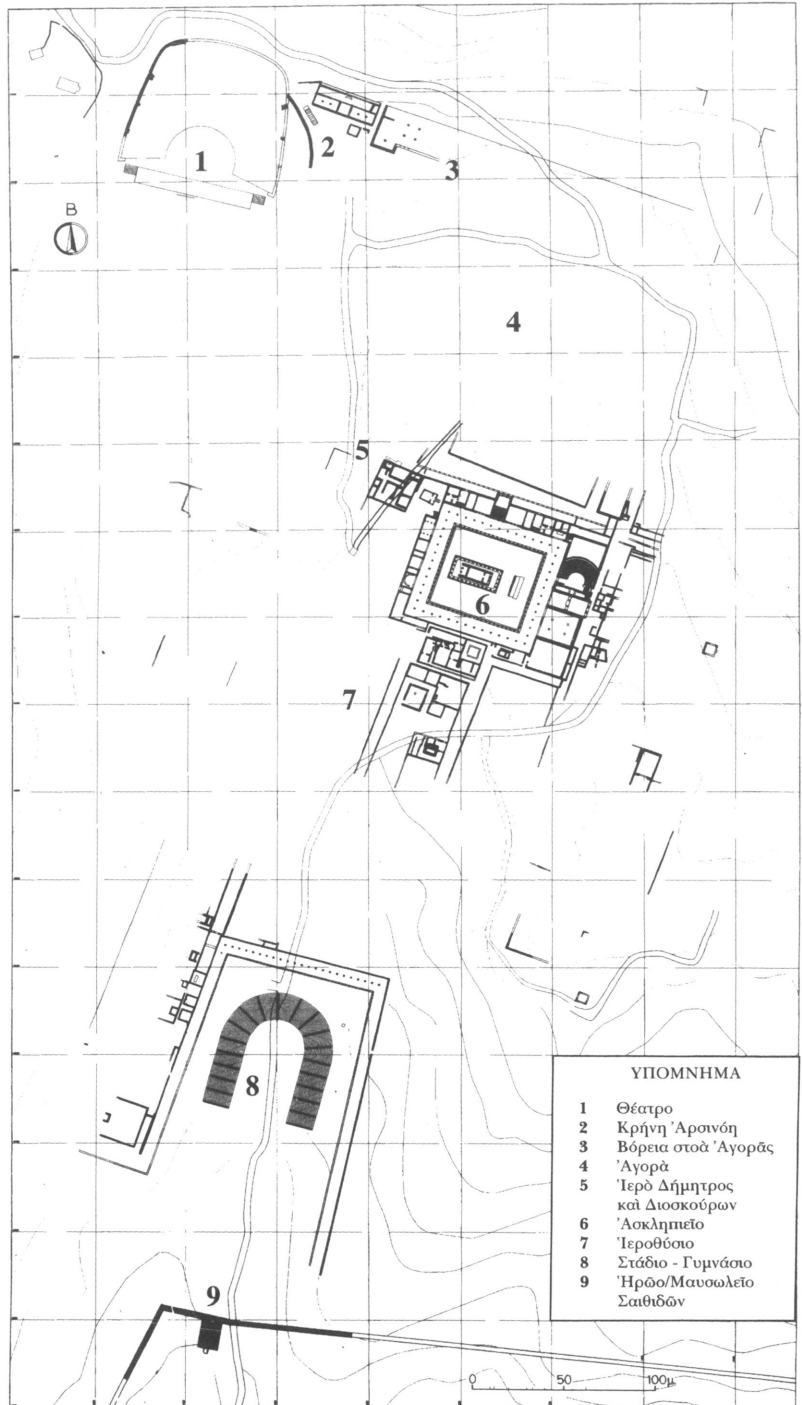 1
2
3
B
4
5
6
7
8
9
ΥΠΟΜΝΗΜΑ
1 Θέατρο
2 Κρήνη Ἀρσινόη
3 Βόρεια στοὰ Ἀγορᾶς
4 Ἀγορὰ
5 Ἱερὸ Δήμητρος
καὶ Διοσκούρων
6 Ἀσκληπιεῖο
7 Ἱεροθύσιο
8 Στάδιο - Γυμνάσιο
9 Ἡρῶο/Μαυσωλεῖο
Σαιθιδῶν
0 50 100μ